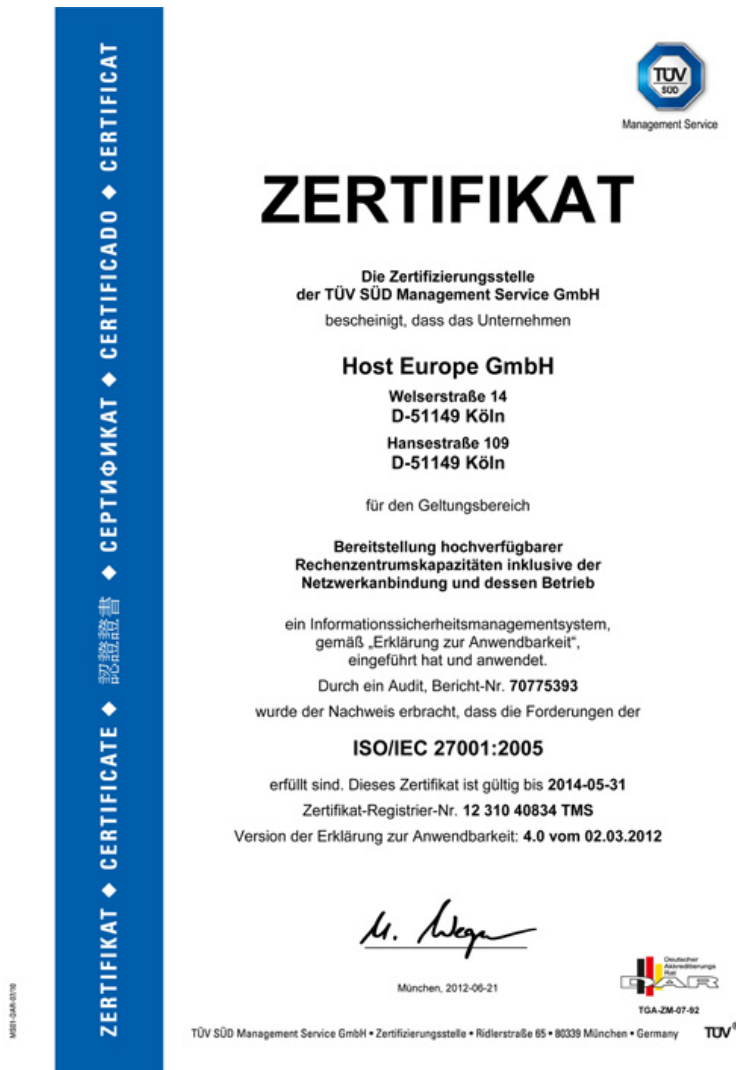 ZERTIFIKAT ◆ CERTIFICATE ◆ 認證證書 ◆ СЕРТИФИКАТ ◆ CERTIFICADO ◆ CERTIFICAT
TÜV
SÜD
Management Service
ZERTIFIKAT
Die Zertifizierungsstelle
der TÜV SÜD Management Service GmbH
bescheinigt, dass das Unternehmen
Host Europe GmbH
Welserstraße 14
D-51149 Köln
Hansestraße 109
D-51149 Köln
für den Geltungsbereich
Bereitstellung hochverfügbarer
Rechenzentrumskapazitäten inklusive der
Netzwerkanbindung und dessen Betrieb
ein Informationssicherheitsmanagementsystem,
gemäß „Erklärung zur Anwendbarkeit“,
eingeführt hat und anwendet.
Durch ein Audit, Bericht-Nr. 70775393
wurde der Nachweis erbracht, dass die Forderungen der
ISO/IEC 27001:2005
erfüllt sind. Dieses Zertifikat ist gültig bis 2014-05-31
Zertifikat-Registrier-Nr. 12 310 40834 TMS
Version der Erklärung zur Anwendbarkeit: 4.0 vom 02.03.2012
München, 2012-06-21
Deutscher
Akkreditierungs
Rat
DAR
TGA-ZM-07-92
TÜV SÜD Management Service GmbH • Zertifizierungsstelle • Ridlerstraße 65 • 80339 München • Germany
TÜV®